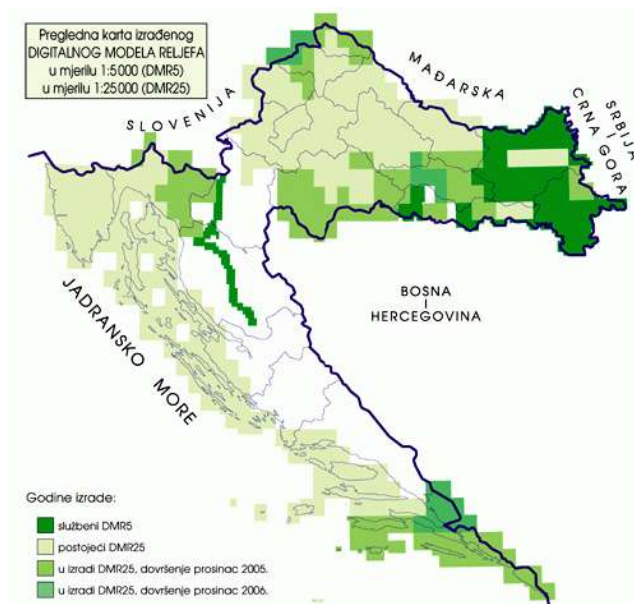 Pregledna karta izrađenog
DIGITALNOG MODELA RELJEFA
u mjerilu 1:5000 (DMR5)
u mjerilu 1:25000 (DMR25)
SLOVENIJA
MAĐARSKA
SRBIJA
I
CRNA GORA
BOSNA
I
HERCEGOVINA
JADRANSKO MORE
Godine izrade:
službeni DMR5
postojeći DMR25
u izradi DMR25, dovršenje prosinac 2005.
u izradi DMR25, dovršenje prosinac 2006.